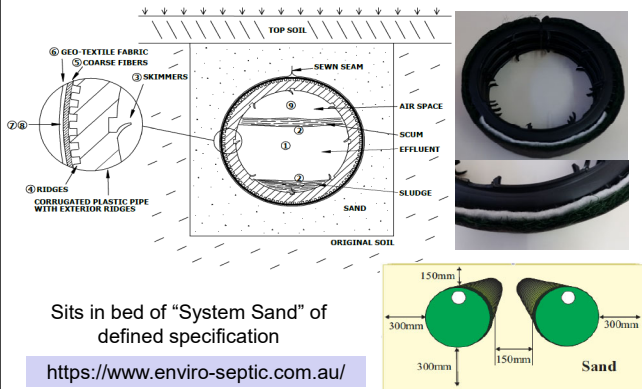 TOP SOIL
⑥ GEO-TEXTILE FABRIC
⑤ COARSE FIBERS
③ SKIMMERS
SEWN SEAM
⑨
AIR SPACE
②
SCUM
⑦⑧
①
EFFLUENT
②
SLUDGE
④ RIDGES
CORRUGATED PLASTIC PIPE
WITH EXTERIOR RIDGES
SAND
ORIGINAL SOIL
150mm
300mm
300mm
150mm
300mm
Sand
Sits in bed of “System Sand” of
defined specification
https://www.enviro-septic.com.au/